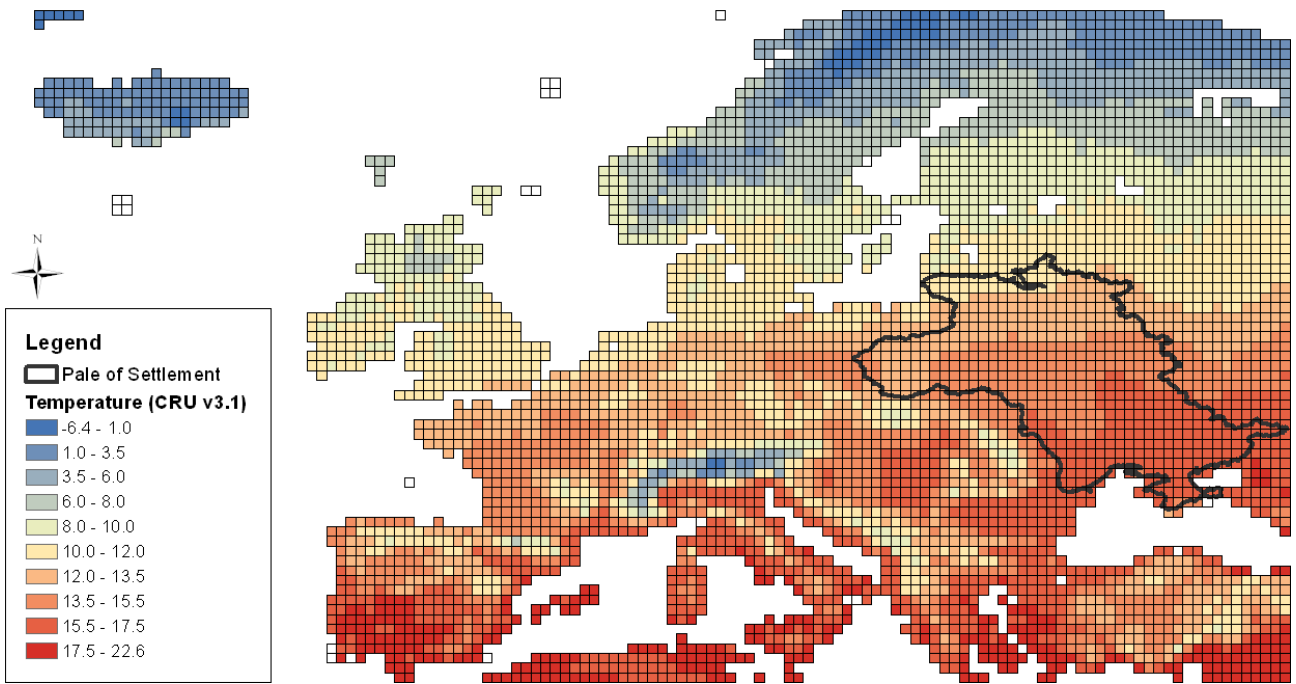 N
Legend
Pale of Settlement
Temperature (CRU v3.1)
-6.4 - 1.0
1.0 - 3.5
3.5 - 6.0
6.0 - 8.0
8.0 - 10.0
10.0 - 12.0
12.0 - 13.5
13.5 - 15.5
15.5 - 17.5
17.5 - 22.6